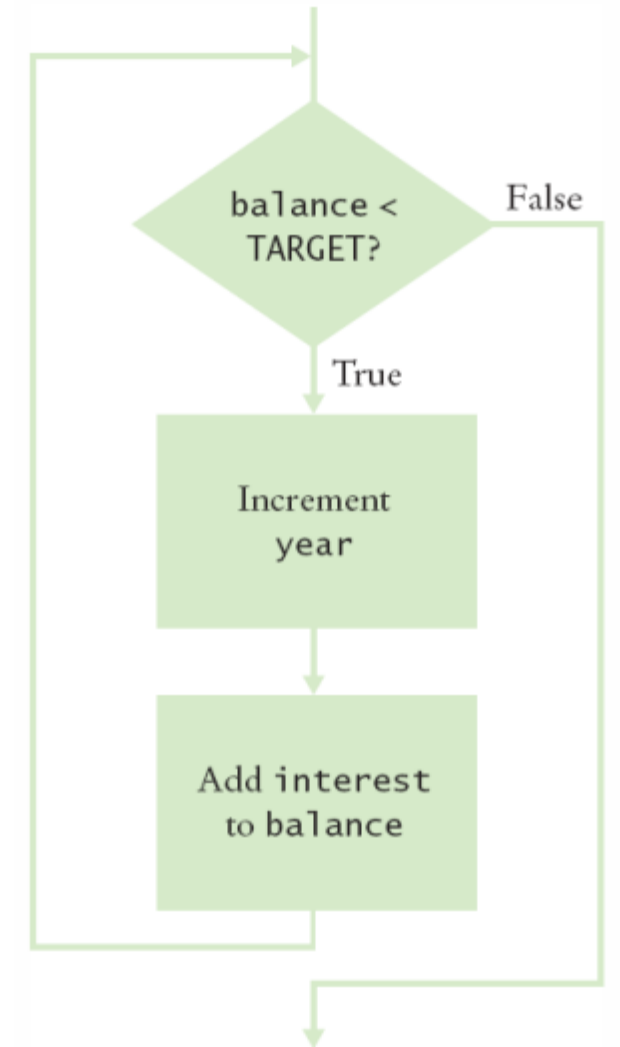 balance <
TARGET?
False
True
Increment
year
Add interest
to balance